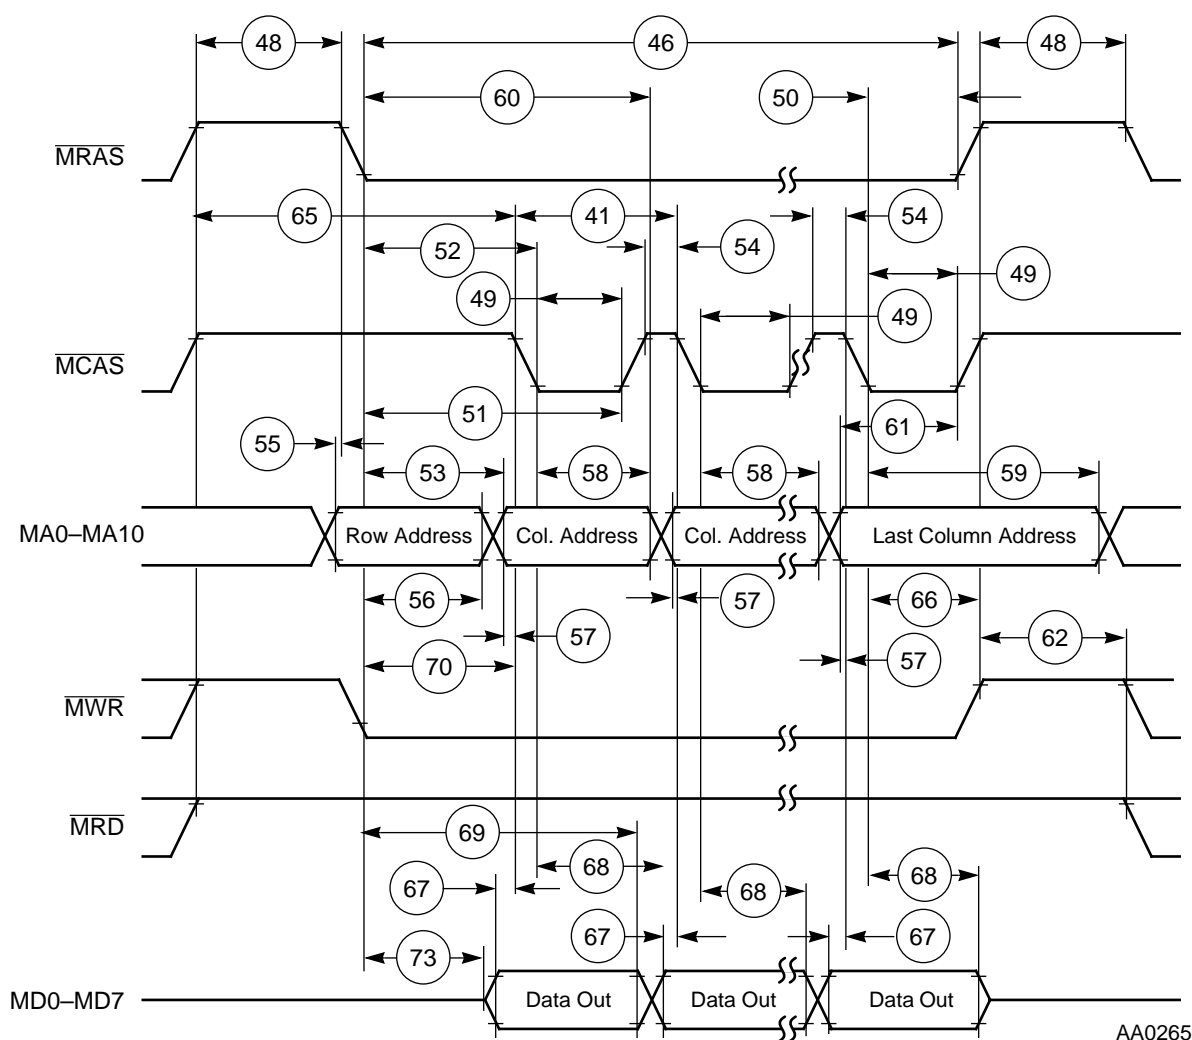 48 46 48
60 50
MRAS
65 41 54
52 54
49 49
49
MCAS
51 61
55
53 58 58 59
MA0–MA10 Row Address Col. Address Col. Address Last Column Address
56 57 66
57 62
70 57
MWR
MRD
69
68 68 68
67
67 67
73
MD0–MD7 Data Out Data Out Data Out
AA0265